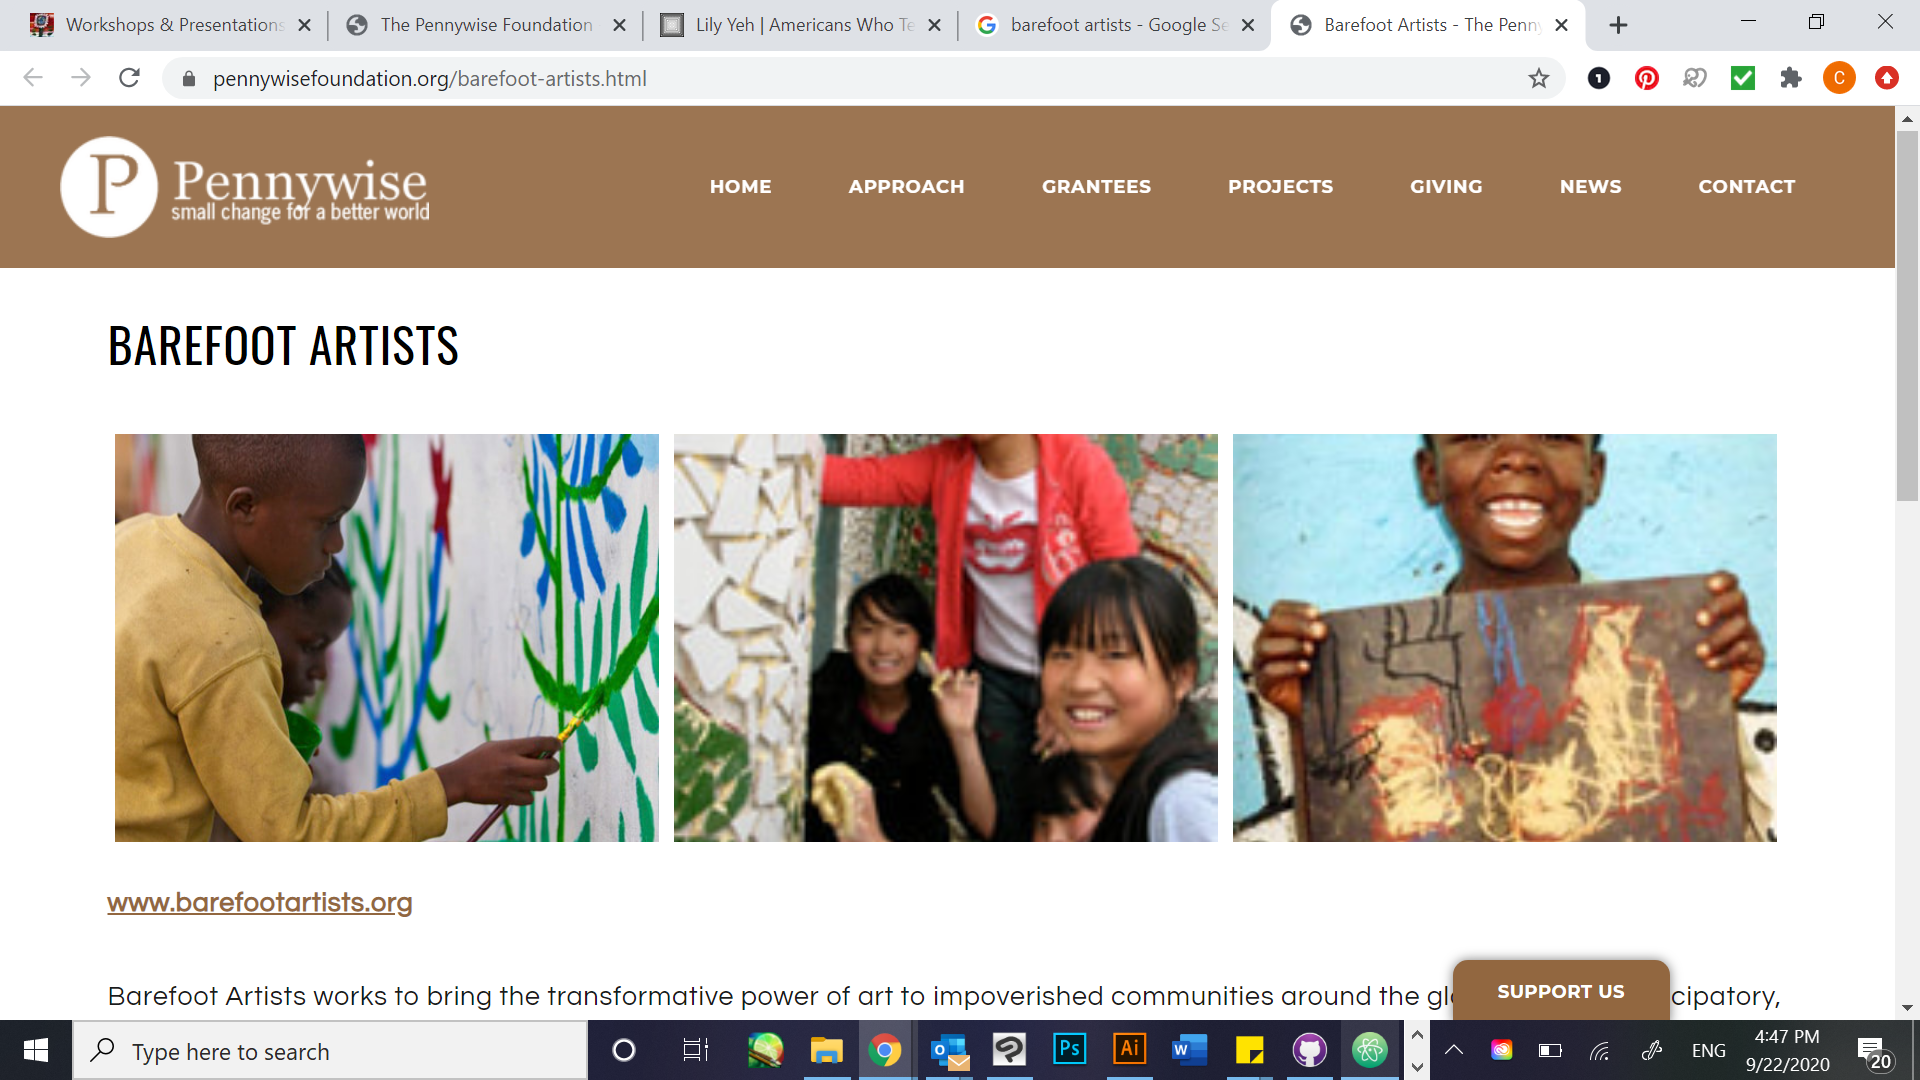 Workshops & Presentations
The Pennywise Foundation
Lily Yeh | Americans Who Te
barefoot artists - Google Se
Barefoot Artists - The Penny
pennywisefoundation.org/barefoot-artists.html
C
P Pennywise
small change for a better world
HOME APPROACH GRANTEES PROJECTS GIVING NEWS CONTACT
BAREFOOT ARTISTS
www.barefootartists.org
Barefoot Artists works to bring the transformative power of art to impoverished communities around the gl
cipatory,
SUPPORT US
Type here to search
Ps
Ai
ENG
4:47 PM
9/22/2020
20